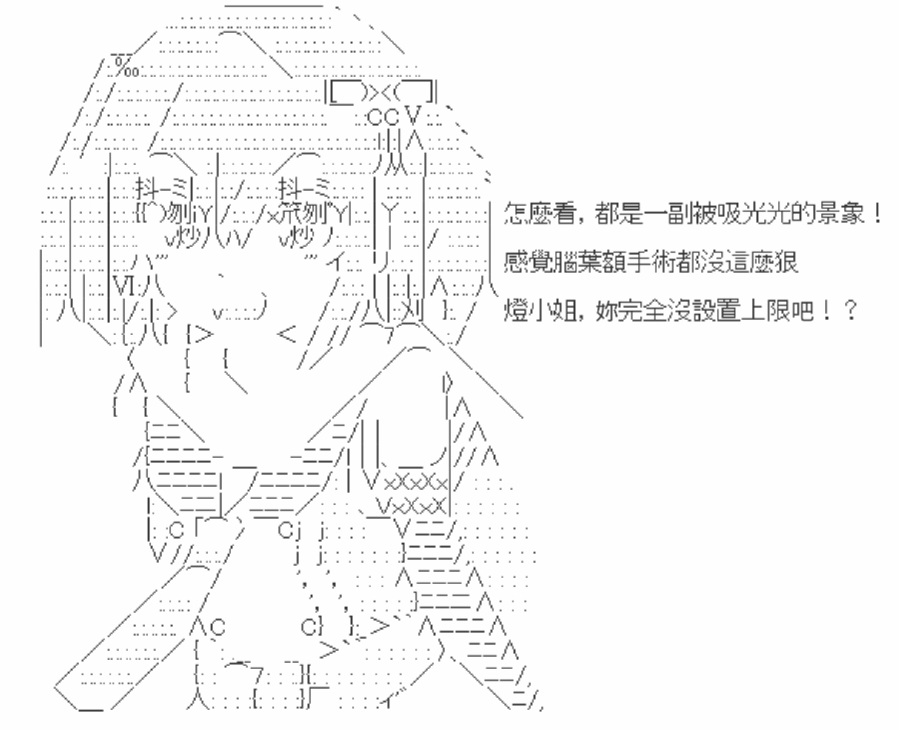 怎麼看，都是一副被吸光光的景象！
感覺腦葉額手術都沒這麼狠
燈小姐，妳完全沒設置上限吧！？